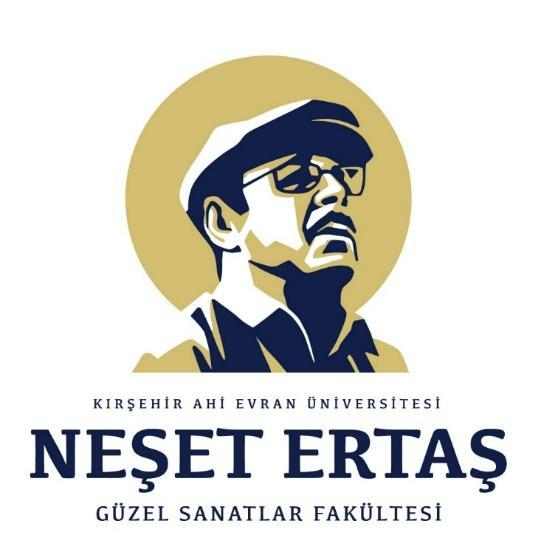 KIRŞEHİR AHİ EVRAN ÜNİVERSİTESİ
NEŞET ERTAŞ
GÜZEL SANATLAR FAKÜLTESİ